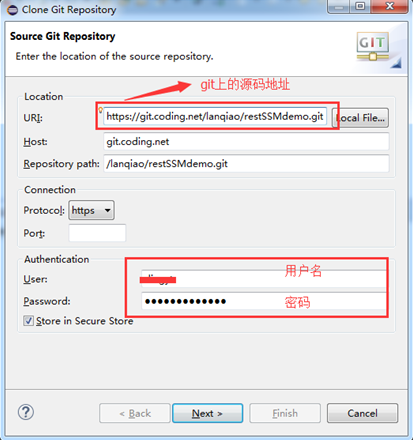 Clone Git Repository
Source Git Repository
Enter the location of the source repository.
GIT
git上的源码地址
Location
URI: https://git.coding.net/lanqiao/restSSMdemo.git Local File...
Host: git.coding.net
Repository path: /lanqiao/restSSMdemo.git
Connection
Protocol: https
Port:
Authentication
User: 用户名
Password: ●●●●●●●●●●●●● 密码
Store in Secure Store
? < Back Next > Finish Cancel